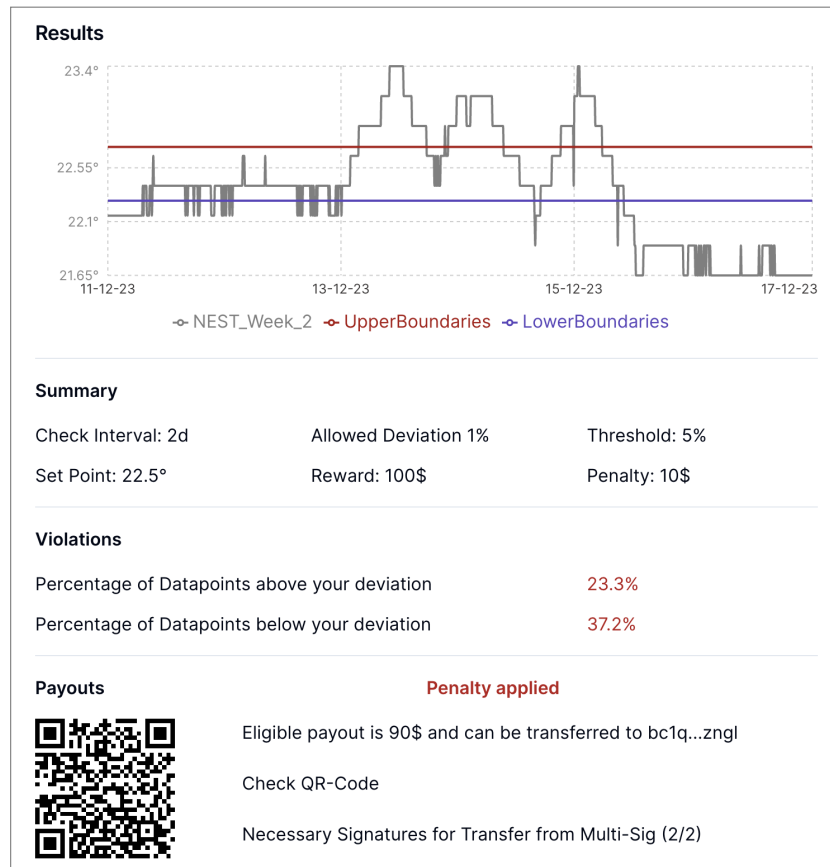 Results
23.4°
22.55°
22.1°
21.65°
11-12-23 13-12-23 15-12-23 17-12-23
NEST_Week_2 UpperBoundaries LowerBoundaries
Summary
Check Interval: 2d Allowed Deviation 1% Threshold: 5%
Set Point: 22.5° Reward: 100$ Penalty: 10$
Violations
Percentage of Datapoints above your deviation 23.3%
Percentage of Datapoints below your deviation 37.2%
Payouts Penalty applied
Eligible payout is 90$ and can be transferred to bc1q...zngl
Check QR-Code
Necessary Signatures for Transfer from Multi-Sig (2/2)